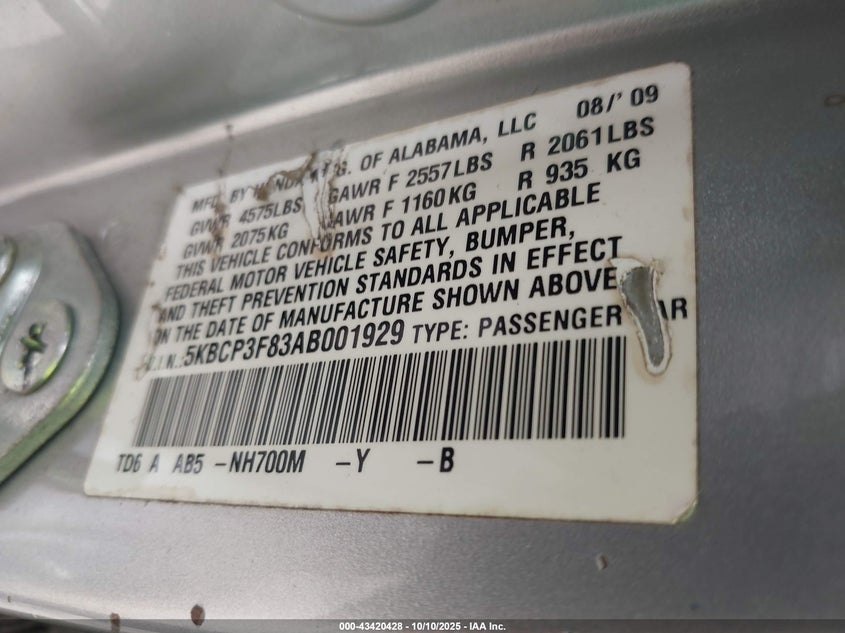 MFG. BY HONDA MFG. OF ALABAMA, LLC 08/'09
GVWR 4575LBS GAWR F 2557LBS R 2061LBS
GVWR 2075KG GAWR F 1160KG R 935 KG
THIS VEHICLE CONFORMS TO ALL APPLICABLE
FEDERAL MOTOR VEHICLE SAFETY, BUMPER,
AND THEFT PREVENTION STANDARDS IN EFFECT
ON THE DATE OF MANUFACTURE SHOWN ABOVE
V.I.N.:5KBCP3F83AB001929 TYPE: PASSENGER AR
TD6 A AB5 -NH700M -Y -B
000-43420428 - 10/10/2025 - IAA Inc.